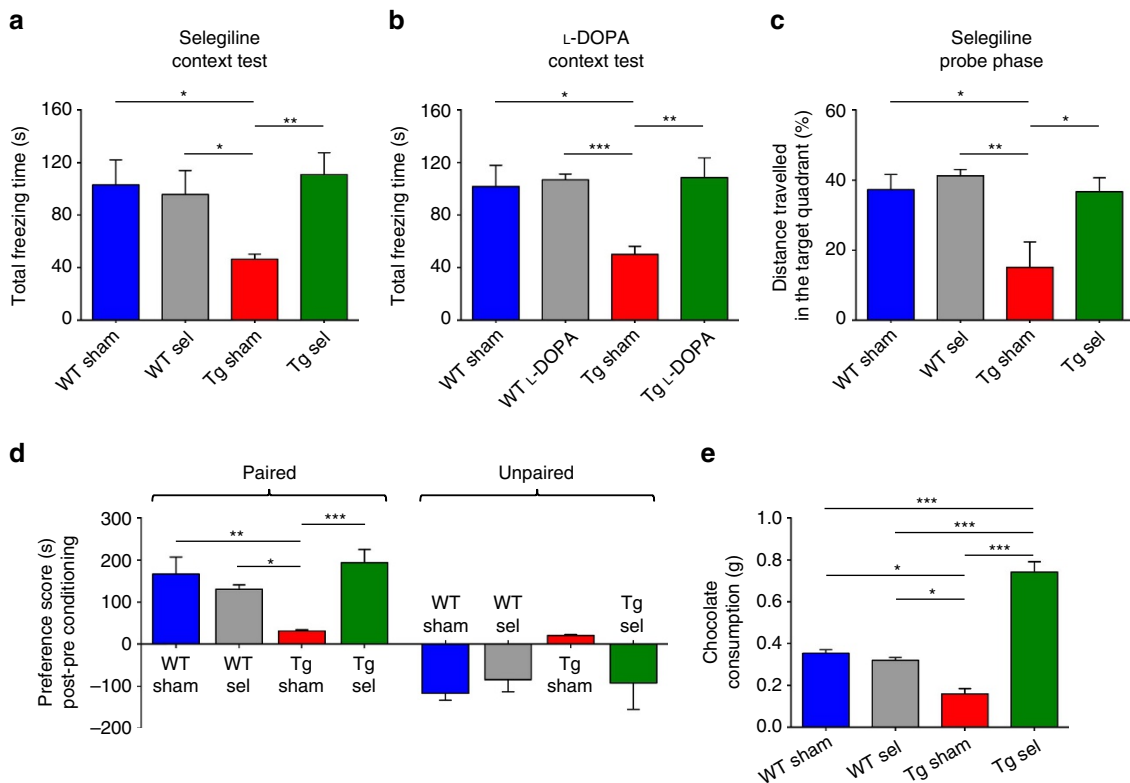 a
Selegiline
context test
Total freezing time (s)
160
120
80
40
0
*
**
*
WT sham
WT sel
Tg sham
Tg sel
b
L-DOPA
context test
Total freezing time (s)
160
120
80
40
0
*
**
***
WT sham
WT L-DOPA
Tg sham
Tg L-DOPA
c
Selegiline
probe phase
Distance travelled
in the target quadrant (%)
60
40
20
0
*
*
**
WT sham
WT sel
Tg sham
Tg sel
d
Paired
Unpaired
Preference score (s)
post-pre conditioning
300
200
100
0
−100
−200
***
**
*
WT
sham
WT
sel
Tg
sham
Tg
sel
WT
sham
WT
sel
Tg
sham
Tg
sel
e
Chocolate
consumption (g)
1.0
0.8
0.6
0.4
0.2
0.0
***
***
***
*
*
WT sham
WT sel
Tg sham
Tg sel